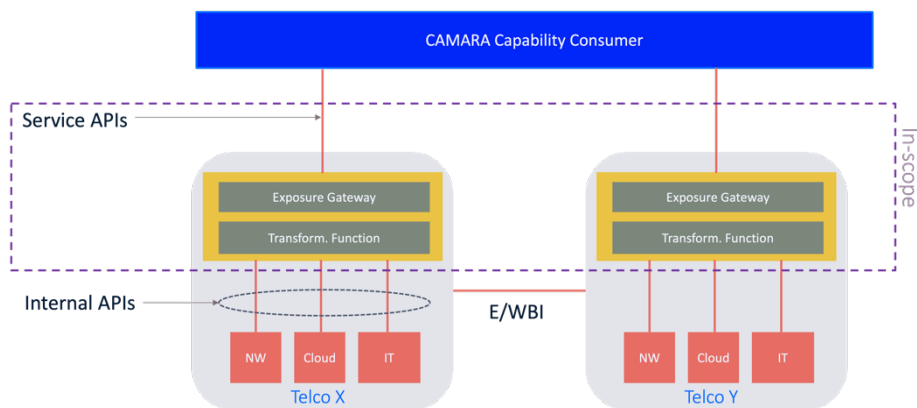 CAMARA Capability Consumer
Service APIs
In-scope
Exposure Gateway
Transform. Function
Exposure Gateway
Transform. Function
Internal APIs
E/WBI
NW
Cloud
IT
NW
Cloud
IT
Telco X
Telco Y